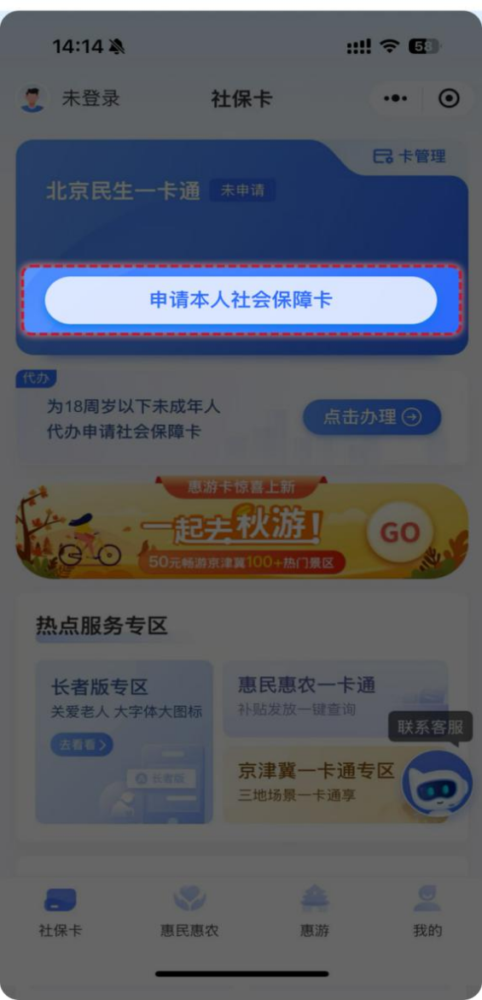 14:14
58
未登录
社保卡
卡管理
北京民生一卡通 未申请
申请本人社会保障卡
代办
为18周岁以下未成年人
代办申请社会保障卡
点击办理
惠游卡惊喜上新
一起去秋游!
GO
50元畅游京津冀100+热门景区
热点服务专区
长者版专区
关爱老人 大字体大图标
去看看
长者版
惠民惠农一卡通
补贴发放一键查询
联系客服
京津冀一卡通专区
三地场景一卡通享
社保卡 惠民惠农 惠游 我的